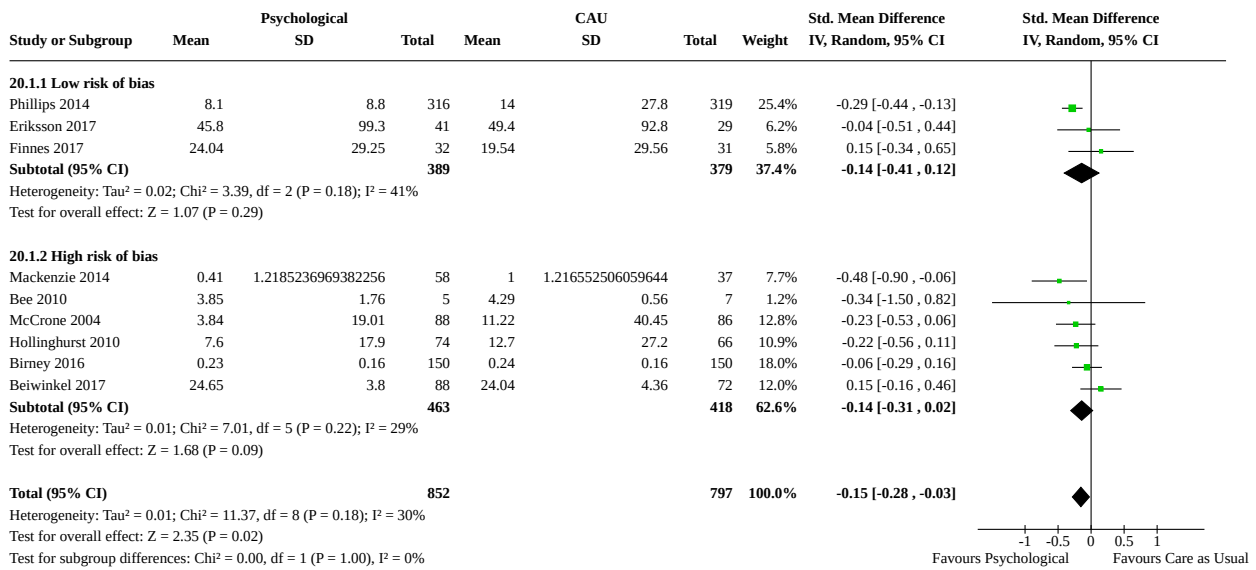 Psychological CAU Std. Mean Difference Std. Mean Difference
Study or Subgroup Mean SD Total Mean SD Total Weight IV, Random, 95% CI IV, Random, 95% CI
20.1.1 Low risk of bias
Phillips 2014 8.1 8.8 316 14 27.8 319 25.4% -0.29 [-0.44 , -0.13]
Eriksson 2017 45.8 99.3 41 49.4 92.8 29 6.2% -0.04 [-0.51 , 0.44]
Finnes 2017 24.04 29.25 32 19.54 29.56 31 5.8% 0.15 [-0.34 , 0.65]
Subtotal (95% CI) 389 379 37.4% -0.14 [-0.41 , 0.12]
Heterogeneity: Tau² = 0.02; Chi² = 3.39, df = 2 (P = 0.18); I² = 41%
Test for overall effect: Z = 1.07 (P = 0.29)
20.1.2 High risk of bias
Mackenzie 2014 0.41 1.2185236969382256 58 1 1.216552506059644 37 7.7% -0.48 [-0.90 , -0.06]
Bee 2010 3.85 1.76 5 4.29 0.56 7 1.2% -0.34 [-1.50 , 0.82]
McCrone 2004 3.84 19.01 88 11.22 40.45 86 12.8% -0.23 [-0.53 , 0.06]
Hollinghurst 2010 7.6 17.9 74 12.7 27.2 66 10.9% -0.22 [-0.56 , 0.11]
Birney 2016 0.23 0.16 150 0.24 0.16 150 18.0% -0.06 [-0.29 , 0.16]
Beiwinkel 2017 24.65 3.8 88 24.04 4.36 72 12.0% 0.15 [-0.16 , 0.46]
Subtotal (95% CI) 463 418 62.6% -0.14 [-0.31 , 0.02]
Heterogeneity: Tau² = 0.01; Chi² = 7.01, df = 5 (P = 0.22); I² = 29%
Test for overall effect: Z = 1.68 (P = 0.09)
Total (95% CI) 852 797 100.0% -0.15 [-0.28 , -0.03]
Heterogeneity: Tau² = 0.01; Chi² = 11.37, df = 8 (P = 0.18); I² = 30%
Test for overall effect: Z = 2.35 (P = 0.02)
-1 -0.5 0 0.5 1
Test for subgroup differences: Chi² = 0.00, df = 1 (P = 1.00), I² = 0% Favours Psychological Favours Care as Usual